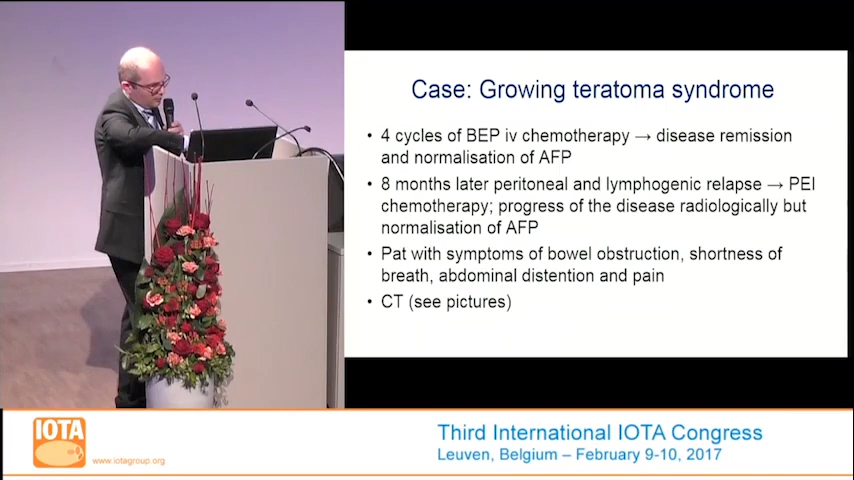 Case: Growing teratoma syndrome
• 4 cycles of BEP iv chemotherapy → disease remission
and normalisation of AFP
• 8 months later peritoneal and lymphogenic relapse → PEI
chemotherapy; progress of the disease radiologically but
normalisation of AFP
• Pat with symptoms of bowel obstruction, shortness of
breath, abdominal distention and pain
• CT (see pictures)
IOTA
www.iotagroup.org
Third International IOTA Congress
Leuven, Belgium – February 9-10, 2017